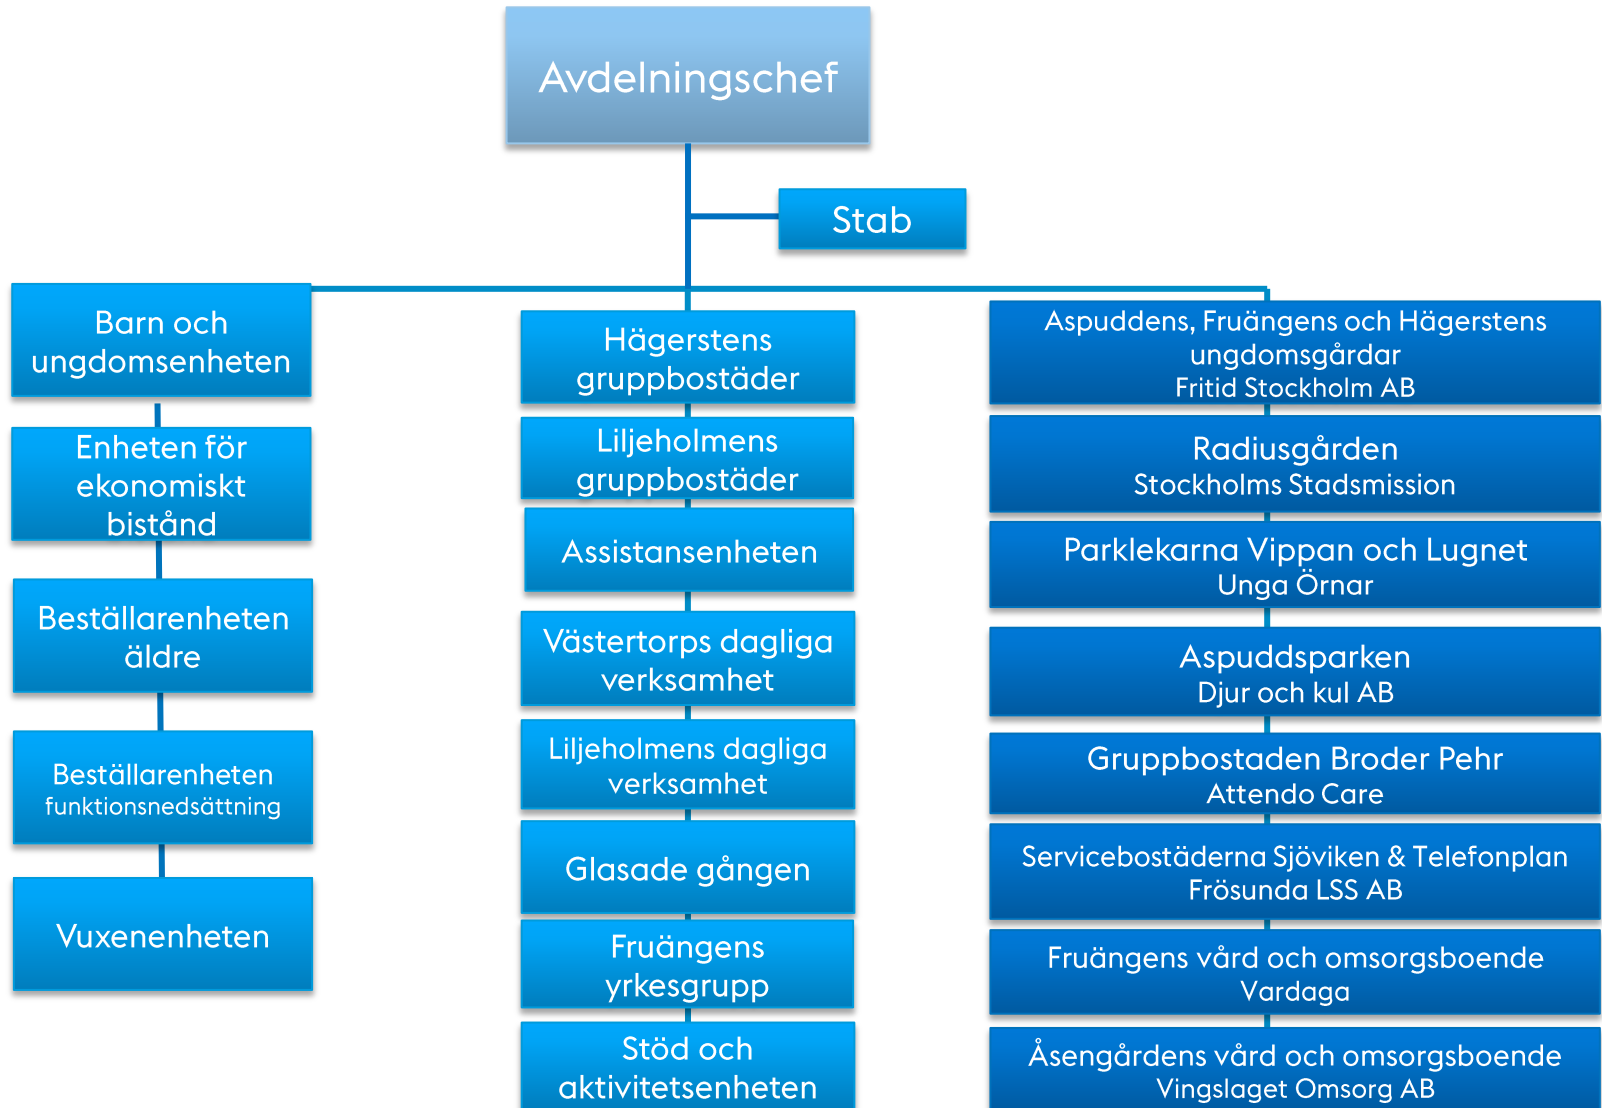 Avdelningschef
Stab
Barn och
ungdomsenheten
Enheten för
ekonomiskt
bistånd
Beställarenheten
äldre
Beställarenheten
funktionsnedsättning
Vuxenenheten
Hägerstens
gruppbostäder
Liljeholmens
gruppbostäder
Assistansenheten
Västertorps dagliga
verksamhet
Liljeholmens dagliga
verksamhet
Glasade gången
Fruängens
yrkesgrupp
Stöd och
aktivitetsenheten
Aspuddens, Fruängens och Hägerstens
ungdomsgårdar
Fritid Stockholm AB
Radiusgården
Stockholms Stadsmission
Parklekarna Vippan och Lugnet
Unga Örnar
Aspuddsparken
Djur och kul AB
Gruppbostaden Broder Pehr
Attendo Care
Servicebostäderna Sjöviken & Telefonplan
Frösunda LSS AB
Fruängens vård och omsorgsboende
Vardaga
Åsengårdens vård och omsorgsboende
Vingslaget Omsorg AB